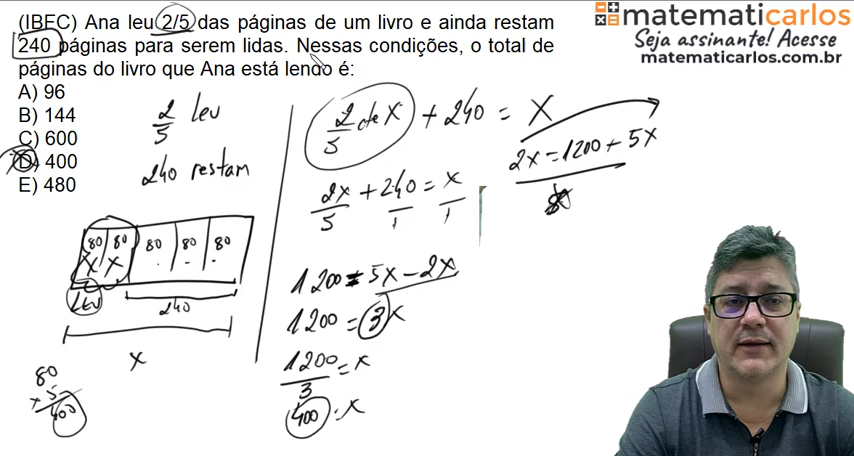 (IBFC) Ana leu 2/5 das páginas de um livro e ainda restam
240 páginas para serem lidas. Nessas condições, o total de
páginas do livro que Ana está lendo é:
A) 96
B) 144
C) 600
D) 400
E) 480
matematicarlos
Seja assinante! Acesse
matematicarlos.com.br
2/5 leu
240 restam
80 80 80 80 80
X X
LEU
240
x
80
x 5
400
2/5 de X + 240 = X
2x/5 + 240/1 = x/1
1200 = 5x - 2x
1200 = 3x
1200/3 = x
400 = x
2x = 1200 + 5x